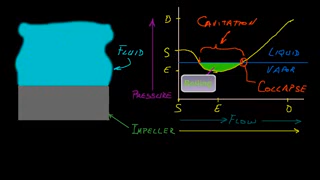 CAVITATION
D
S
E
FLUID
LIQUID
VAPOR
Boiling
COLLAPSE
PRESSURE
S
E
D
FLOW
IMPELLER